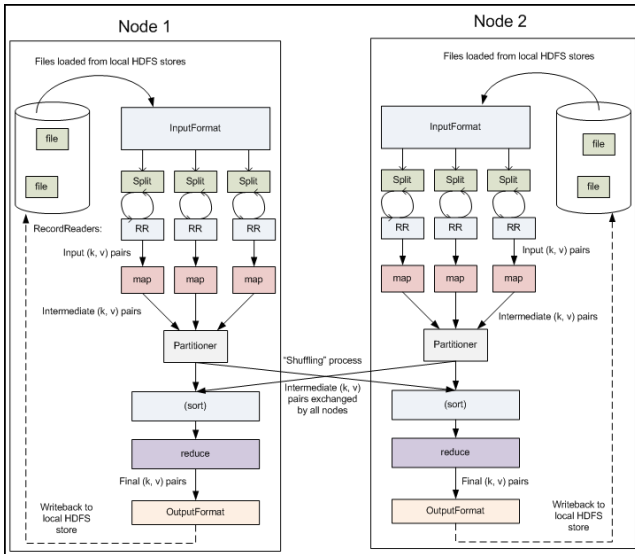 Node 1
Files loaded from local HDFS stores
InputFormat
file
file
Split
Split
Split
RecordReaders:
RR
RR
RR
Input (k, v) pairs
map
map
map
Intermediate (k, v) pairs
Partitioner
(sort)
reduce
Final (k, v) pairs
Writeback to
local HDFS
store
OutputFormat
"Shuffling" process
Intermediate (k, v)
pairs exchanged
by all nodes
Node 2
Files loaded from local HDFS stores
InputFormat
file
file
Split
Split
Split
RR
RR
RR
Input (k, v) pairs
map
map
map
Intermediate (k, v) pairs
Partitioner
(sort)
reduce
Final (k, v) pairs
OutputFormat
Writeback to
local HDFS
store